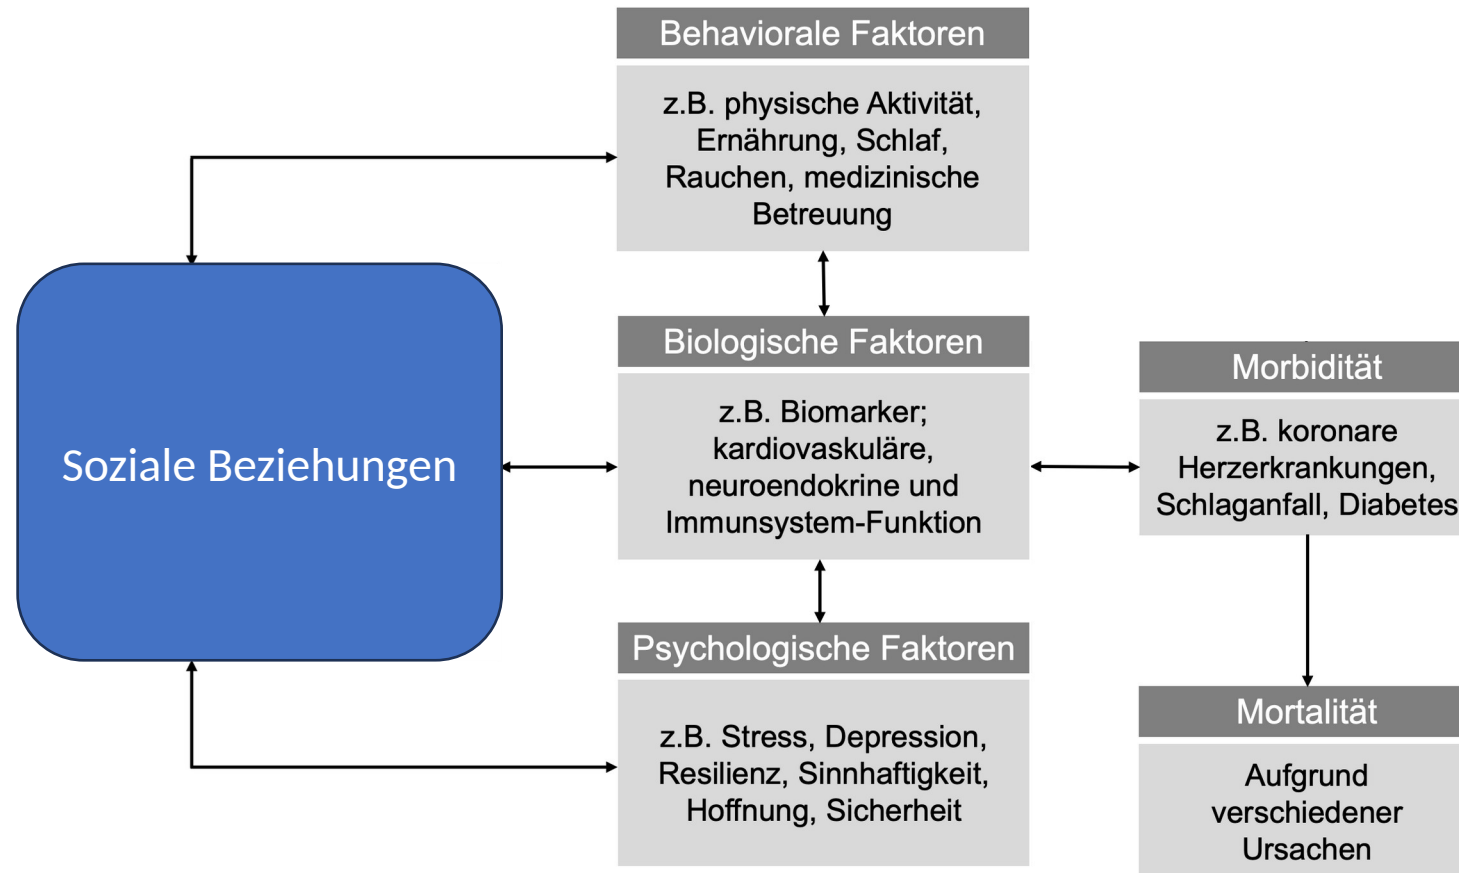 Behaviorale Faktoren
z.B. physische Aktivität,
Ernährung, Schlaf,
Rauchen, medizinische
Betreuung
Soziale Beziehungen
Biologische Faktoren
z.B. Biomarker;
kardiovaskuläre,
neuroendokrine und
Immunsystem-Funktion
Psychologische Faktoren
z.B. Stress, Depression,
Resilienz, Sinnhaftigkeit,
Hoffnung, Sicherheit
Morbidität
z.B. koronare
Herzerkrankungen,
Schlaganfall, Diabetes
Mortalität
Aufgrund
verschiedener
Ursachen